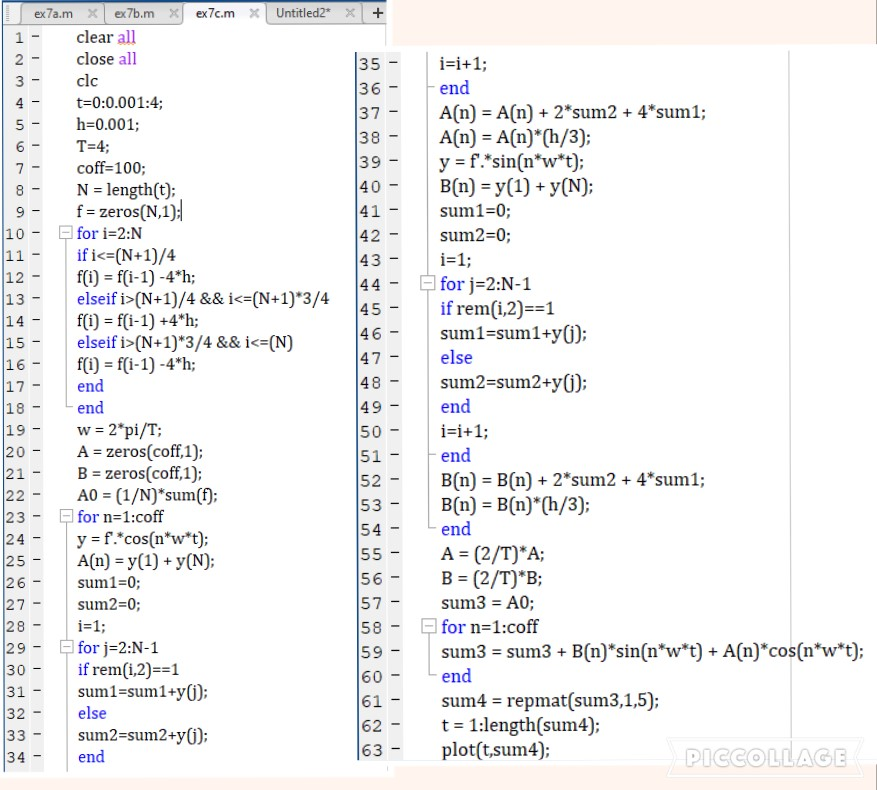 ex7a.m × ex7b.m × ex7c.m × Untitled2* × +
1 - clear all
2 - close all
3 - clc
4 - t=0:0.001:4;
5 - h=0.001;
6 - T=4;
7 - coff=100;
8 - N = length(t);
9 - f = zeros(N,1);
10 - for i=2:N
11 - if i<=(N+1)/4
12 - f(i) = f(i-1) -4*h;
13 - elseif i>(N+1)/4 && i<=(N+1)*3/4
14 - f(i) = f(i-1) +4*h;
15 - elseif i>(N+1)*3/4 && i<=(N)
16 - f(i) = f(i-1) -4*h;
17 - end
18 - end
19 - w = 2*pi/T;
20 - A = zeros(coff,1);
21 - B = zeros(coff,1);
22 - A0 = (1/N)*sum(f);
23 - for n=1:coff
24 - y = f'.*cos(n*w*t);
25 - A(n) = y(1) + y(N);
26 - sum1=0;
27 - sum2=0;
28 - i=1;
29 - for j=2:N-1
30 - if rem(i,2)==1
31 - sum1=sum1+y(j);
32 - else
33 - sum2=sum2+y(j);
34 - end
35 - i=i+1;
36 - end
37 - A(n) = A(n) + 2*sum2 + 4*sum1;
38 - A(n) = A(n)*(h/3);
39 - y = f'.*sin(n*w*t);
40 - B(n) = y(1) + y(N);
41 - sum1=0;
42 - sum2=0;
43 - i=1;
44 - for j=2:N-1
45 - if rem(i,2)==1
46 - sum1=sum1+y(j);
47 - else
48 - sum2=sum2+y(j);
49 - end
50 - i=i+1;
51 - end
52 - B(n) = B(n) + 2*sum2 + 4*sum1;
53 - B(n) = B(n)*(h/3);
54 - end
55 - A = (2/T)*A;
56 - B = (2/T)*B;
57 - sum3 = A0;
58 - for n=1:coff
59 - sum3 = sum3 + B(n)*sin(n*w*t) + A(n)*cos(n*w*t);
60 - end
61 - sum4 = repmat(sum3,1,5);
62 - t = 1:length(sum4);
63 - plot(t,sum4);
PICCOLLAGE